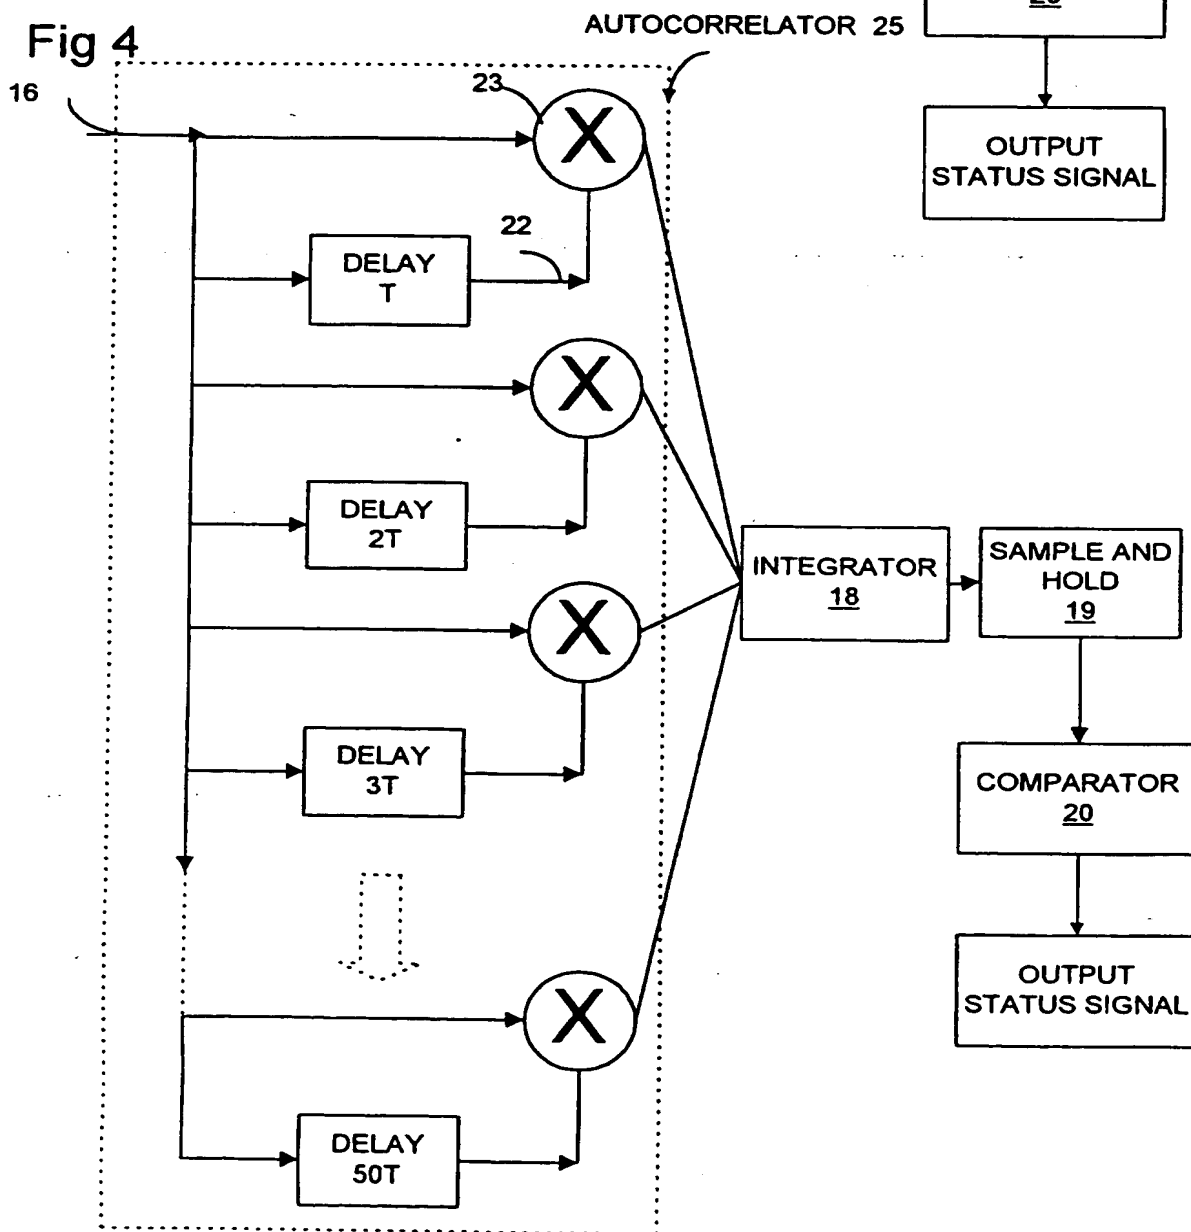 Fig 4
AUTOCORRELATOR 25
16
23
X
OUTPUT
STATUS SIGNAL
22
DELAY
T
X
DELAY
2T
X
DELAY
3T
INTEGRATOR
18
SAMPLE AND
HOLD
19
COMPARATOR
20
OUTPUT
STATUS SIGNAL
X
DELAY
50T